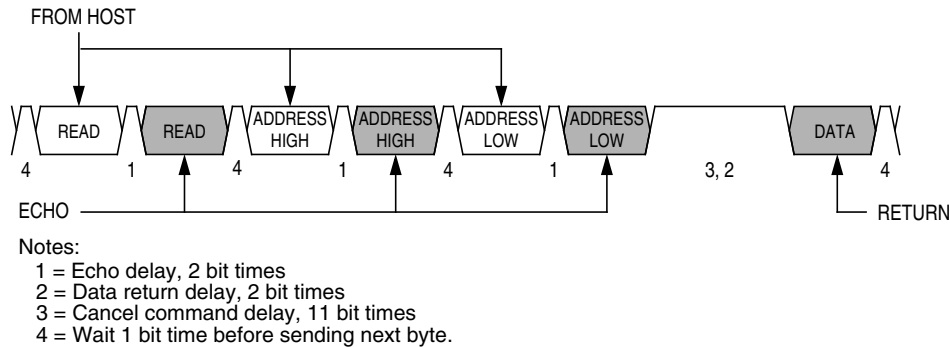 FROM HOST
READ READ ADDRESS HIGH ADDRESS HIGH ADDRESS LOW ADDRESS LOW DATA
4 1 4 1 4 1 3, 2 4
ECHO RETURN
Notes:
1 = Echo delay, 2 bit times
2 = Data return delay, 2 bit times
3 = Cancel command delay, 11 bit times
4 = Wait 1 bit time before sending next byte.